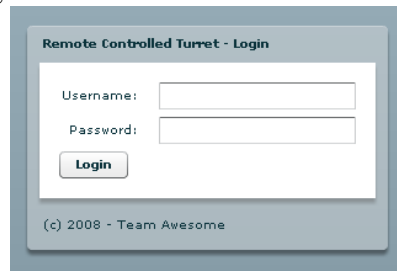 Remote Controlled Turret - Login
Username:
Password:
Login
(c) 2008 - Team Awesome